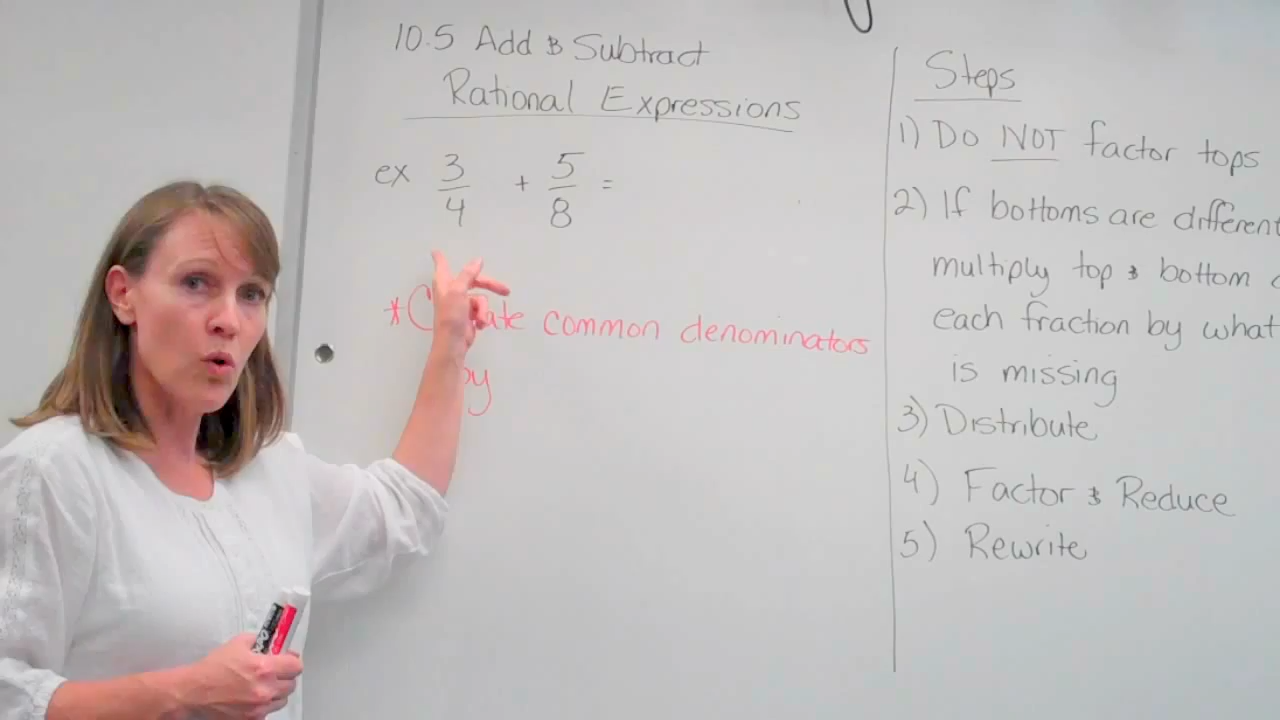 10.5 Add & Subtract
Rational Expressions
ex 3/4 + 5/8 =
common denominators
by
Steps
1) Do NOT factor tops
2) If bottoms are different
multiply top & bottom
each fraction by what
is missing
3) Distribute
4) Factor & Reduce
5) Rewrite